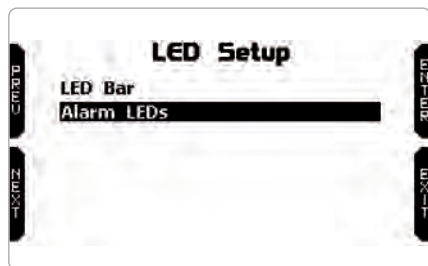 LED Setup
PREV
ENTER
LED Bar
Alarm LEDs
NEXT
EXIT